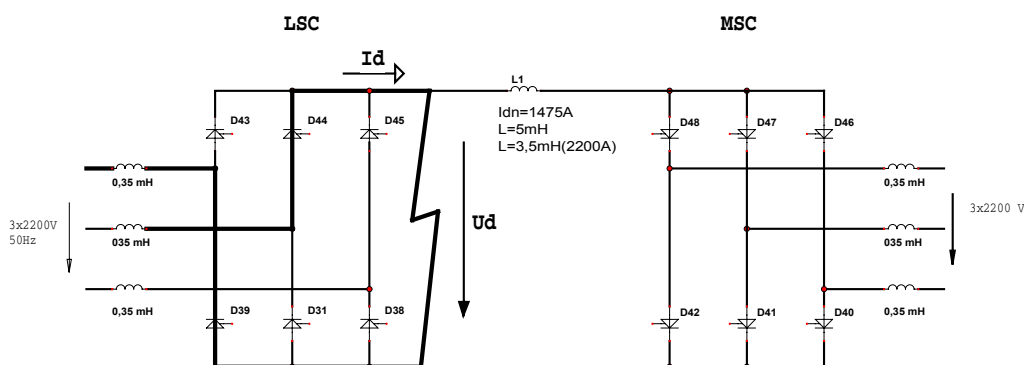 LSC
MSC
Id
L1
Idn=1475A
L=5mH
L=3,5mH(2200A)
D43
D44
D45
D48
D47
D46
0,35 mH
0,35 mH
3x2200V
50Hz
035 mH
Ud
035 mH
3x2200 V
0,35 mH
0,35 mH
D39
D31
D38
D42
D41
D40